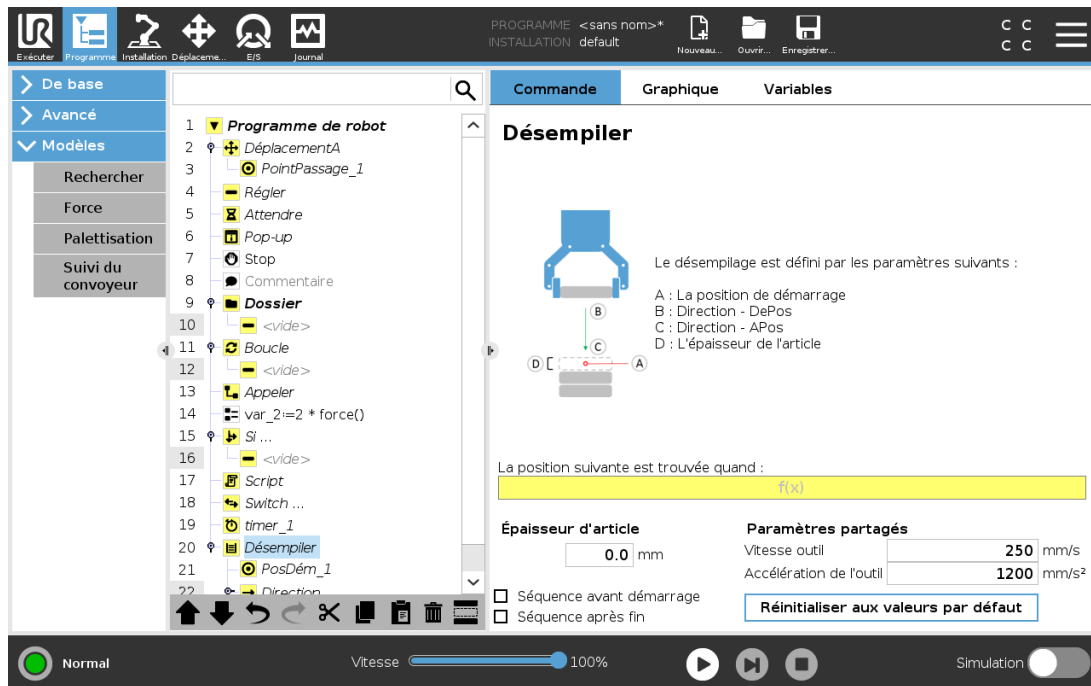 UR
PROGRAMME <sans nom>*
INSTALLATION default
C C
C C
Exécuter Programme Installation Déplaceme... E/S Journal
Nouveau... Ouvrir... Enregistrer...
De base
Avancé
Modèles
Rechercher
Force
Palettisation
Suivi du
convoyeur
1 Programme de robot
2 DéplacementA
3 PointPassage_1
4 Régler
5 Attendre
6 Pop-up
7 Stop
8 Commentaire
9 Dossier
10 <vide>
11 Boucle
12 <vide>
13 Appeler
14 var_2:=2 * force()
15 Si ...
16 <vide>
17 Script
18 Switch ...
19 timer_1
20 Désempiler
21 PosDém_1
22 Direction
Commande Graphique Variables
Désempiler
B
C
D
A
Le désempilage est défini par les paramètres suivants :
A : La position de démarrage
B : Direction - DePos
C : Direction - APos
D : L'épaisseur de l'article
La position suivante est trouvée quand :
f(x)
Épaisseur d'article
0.0 mm
Séquence avant démarrage
Séquence après fin
Paramètres partagés
Vitesse outil 250 mm/s
Accélération de l'outil 1200 mm/s²
Réinitialiser aux valeurs par défaut
Normal
Vitesse 100%
Simulation